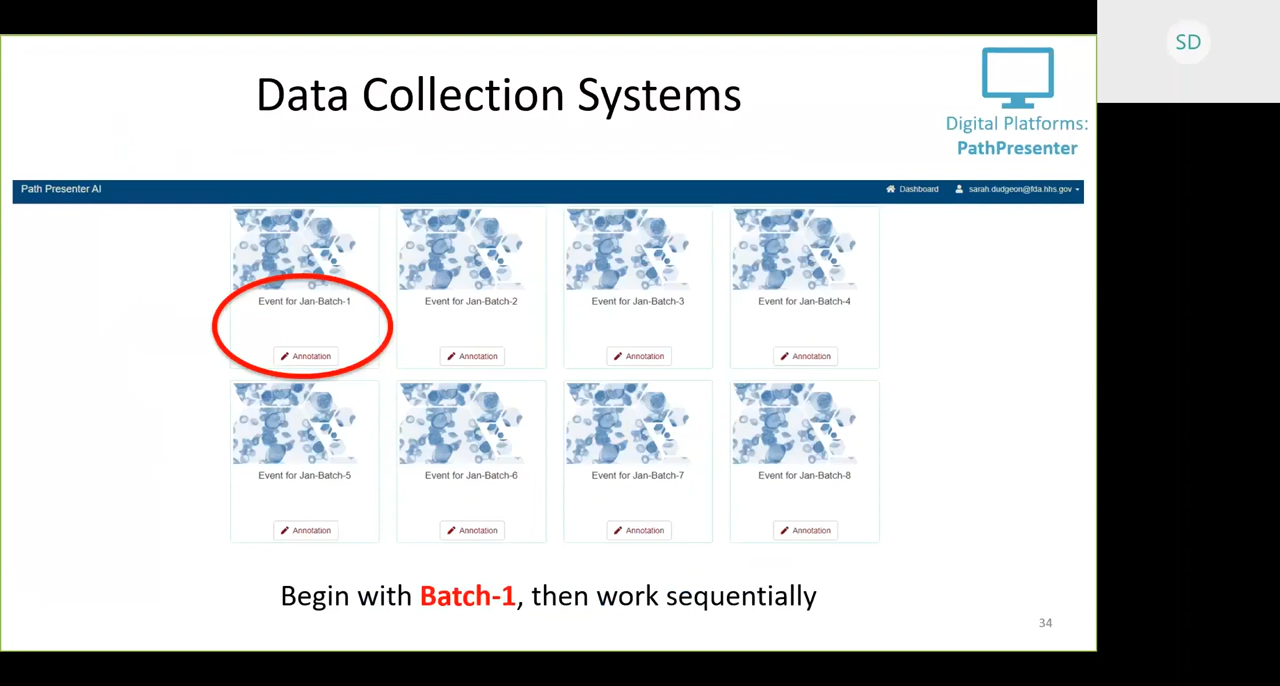 SD
Data Collection Systems
Digital Platforms:
PathPresenter
Path Presenter AI
Dashboard
sarah.dudgeon@fda.hhs.gov
Event for Jan-Batch-1
Event for Jan-Batch-2
Event for Jan-Batch-3
Event for Jan-Batch-4
Annotation
Annotation
Annotation
Annotation
Event for Jan-Batch-5
Event for Jan-Batch-6
Event for Jan-Batch-7
Event for Jan-Batch-8
Annotation
Annotation
Annotation
Annotation
Begin with Batch-1, then work sequentially
34